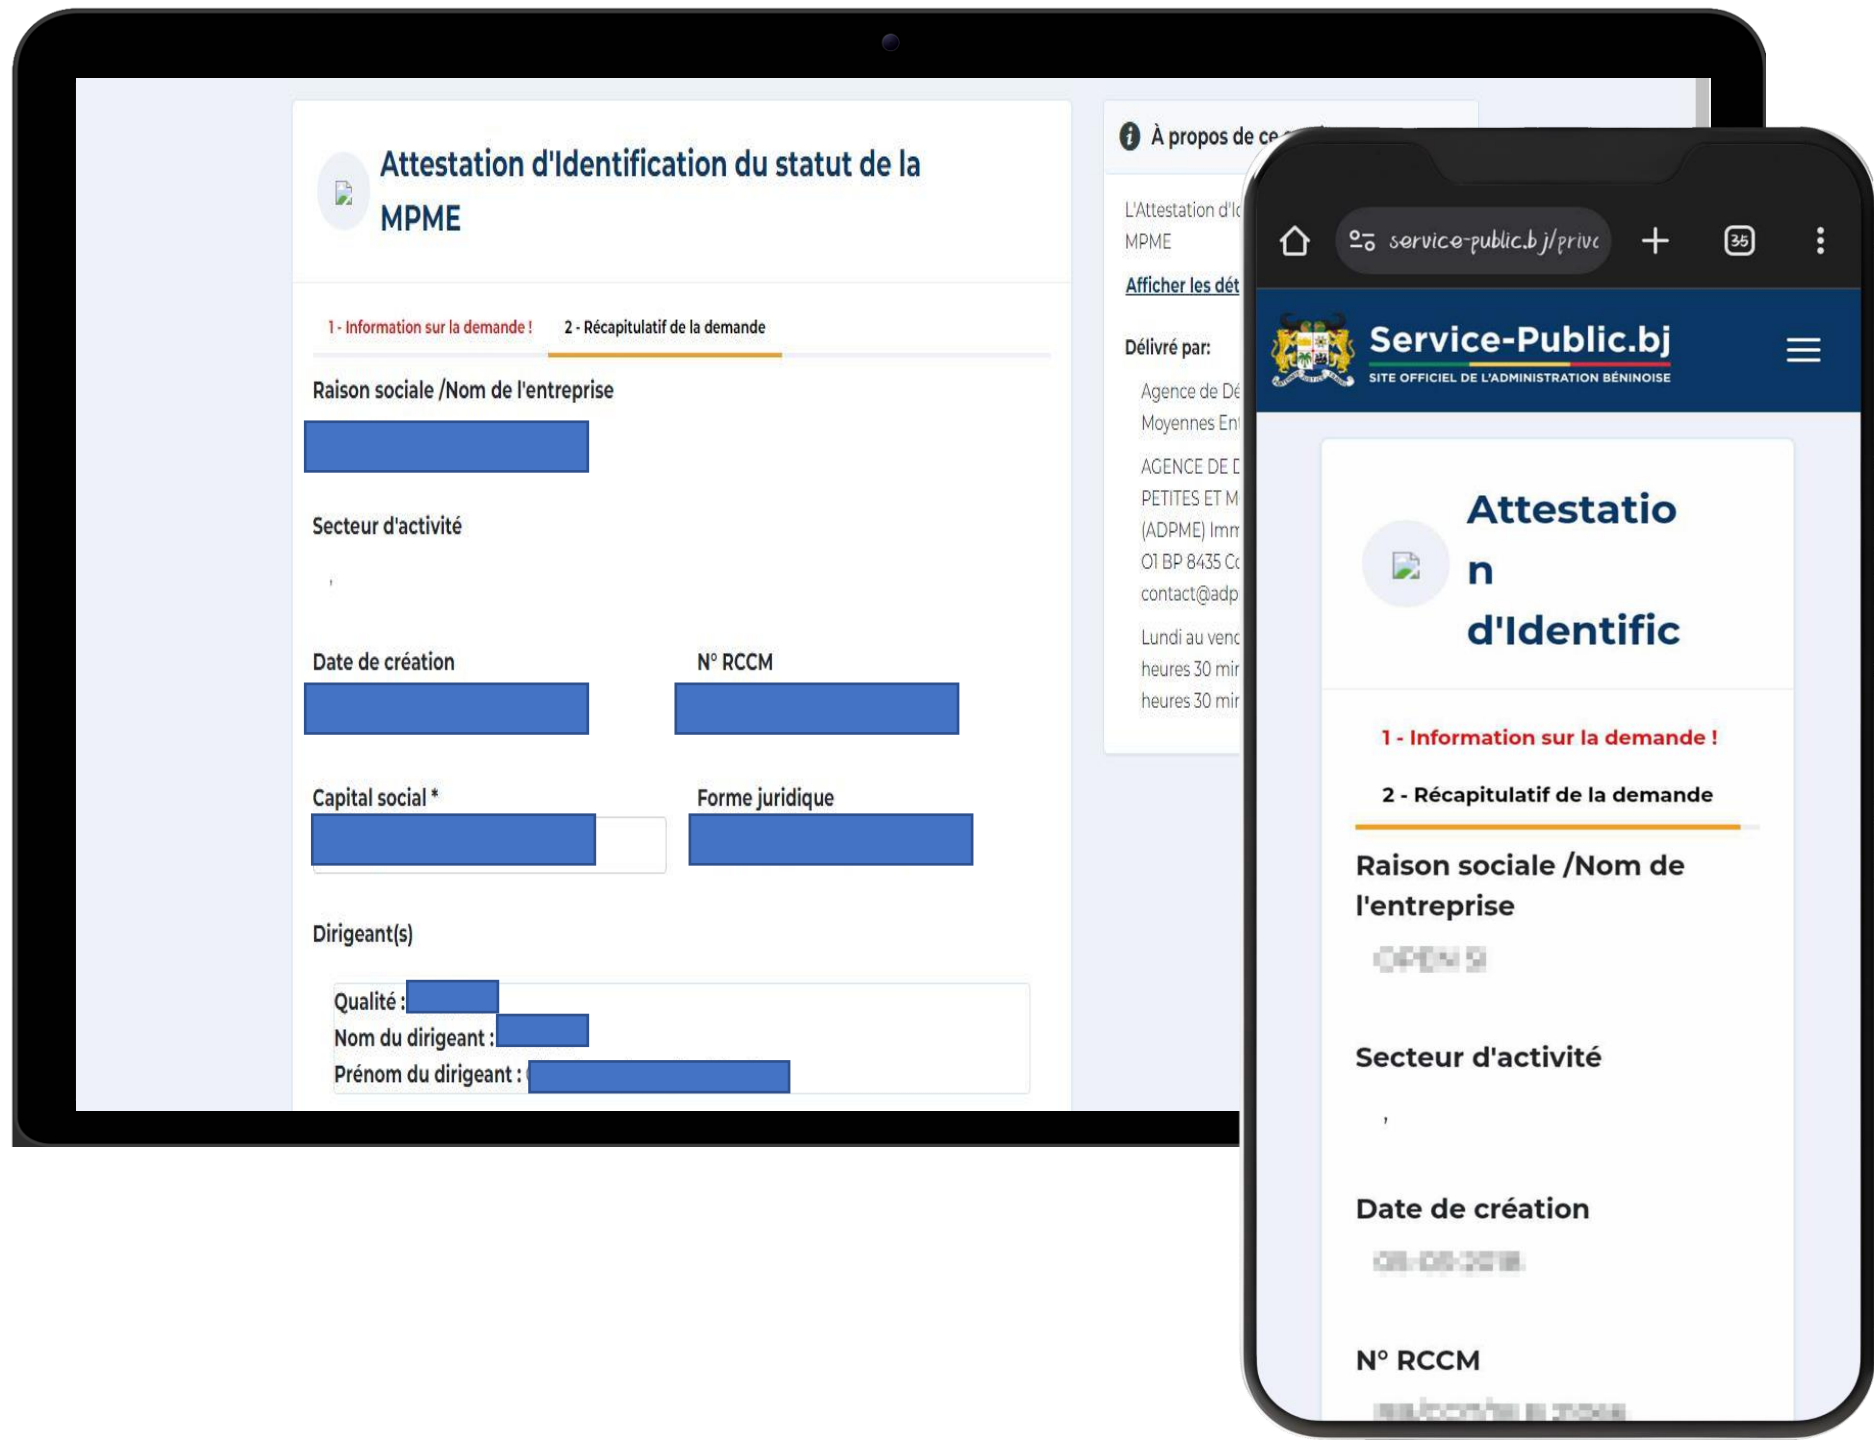 Attestation d'Identification du statut de la
MPME
1 - Information sur la demande !
2 - Récapitulatif de la demande
Raison sociale /Nom de l'entreprise
Secteur d'activité
,
Date de création
N° RCCM
Capital social *
Forme juridique
Dirigeant(s)
Qualité :
Nom du dirigeant :
Prénom du dirigeant :
À propos de ce
L'Attestation d'Id
MPME
Afficher les dét
Délivré par:
Agence de Dé
Moyennes Ent
AGENCE DE D
PETITES ET M
(ADPME) Imm
01 BP 8435 Co
contact@adp
Lundi au vend
heures 30 min
heures 30 min
service-public.bj/priva
35
Service-Public.bj
SITE OFFICIEL DE L'ADMINISTRATION BÉNINOISE
Attestatio
n
d'Identific
1 - Information sur la demande !
2 - Récapitulatif de la demande
Raison sociale /Nom de
l'entreprise
Secteur d'activité
,
Date de création
N° RCCM